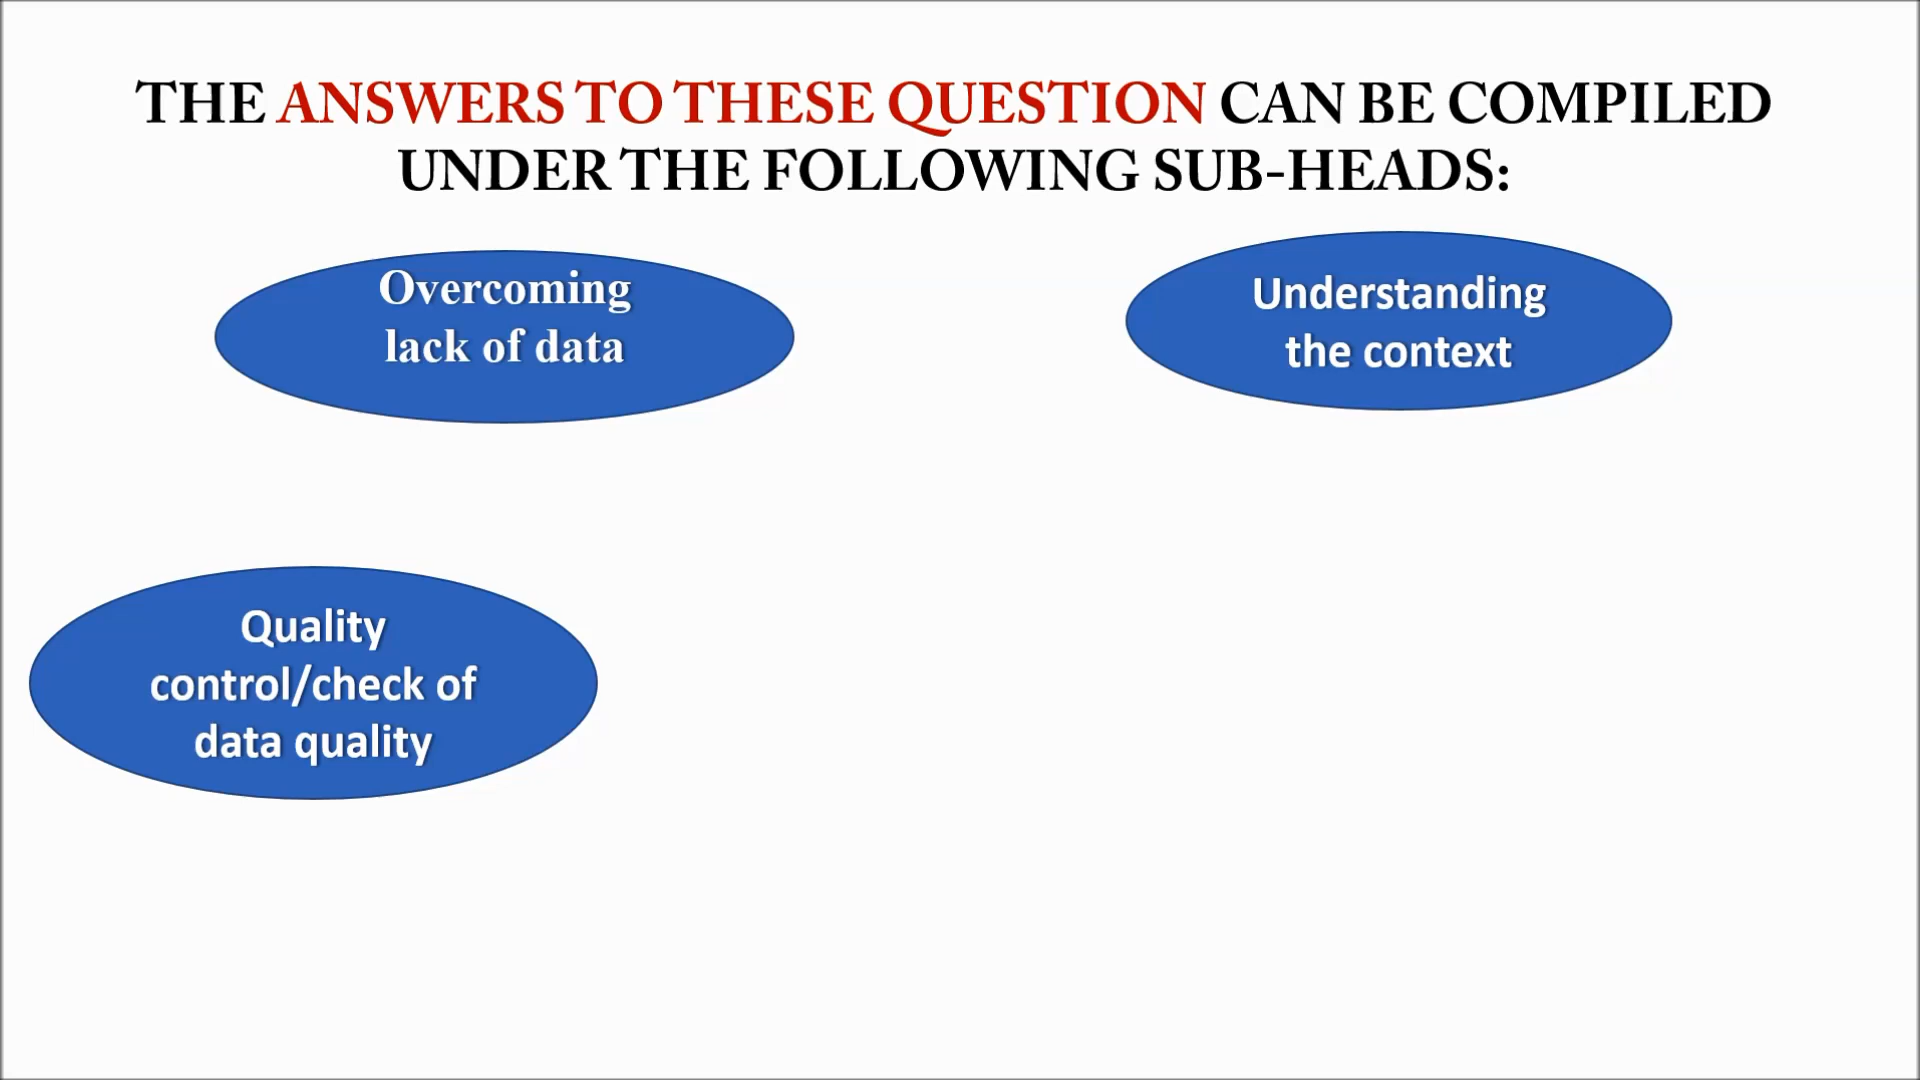 THE ANSWERS TO THESE QUESTION CAN BE COMPILED
UNDER THE FOLLOWING SUB-HEADS:
Overcoming
lack of data
Understanding
the context
Quality
control/check of
data quality